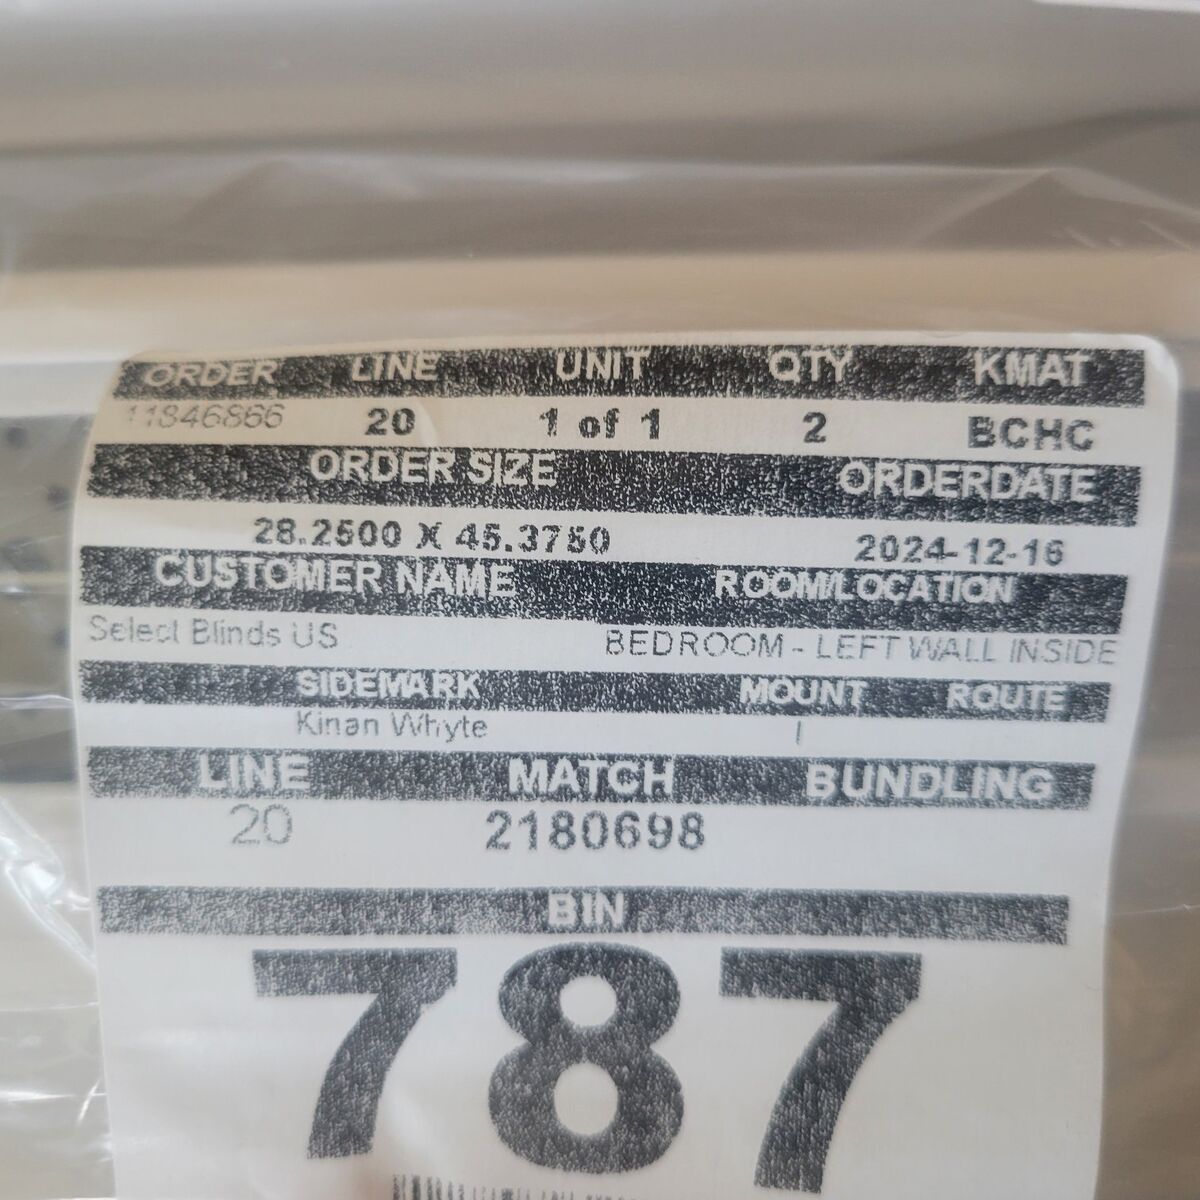 ORDER LINE UNIT QTY KMAT
11846866 20 1 of 1 2 BCHC
ORDER SIZE ORDERDATE
28.2500 X 45.3750 2024-12-16
CUSTOMER NAME ROOM/LOCATION
Select Blinds US BEDROOM - LEFT WALL INSIDE
SIDEMARK MOUNT ROUTE
Kinan Whyte I
LINE MATCH BUNDLING
20 2180698
BIN
787